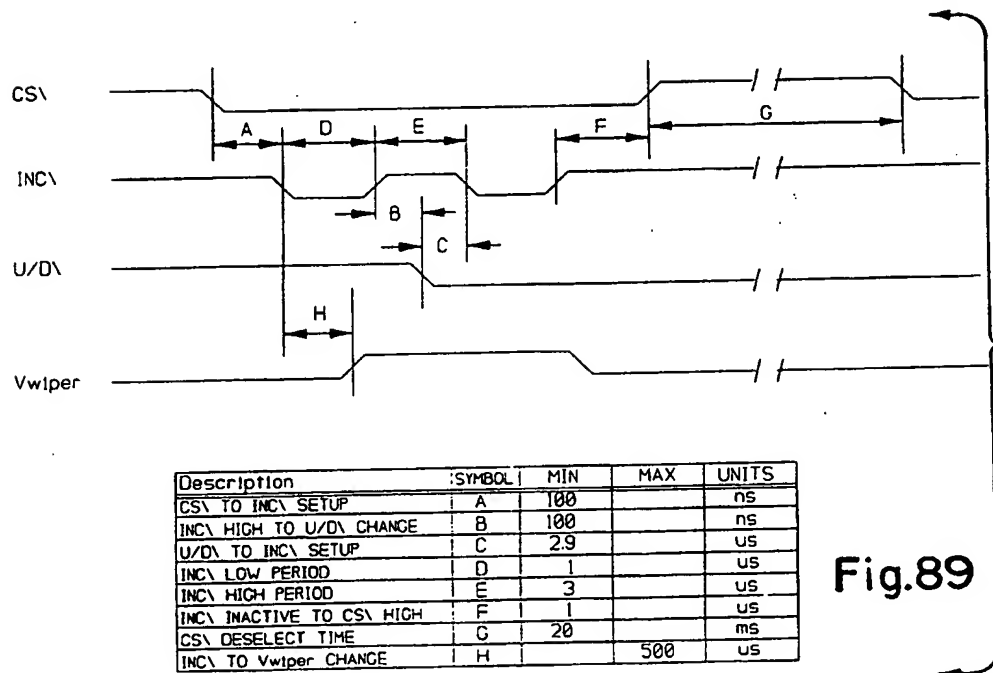 CS\
A D E F G
INC\
B
C
U/D\
H
Vwiper
Description SYMBOL MIN MAX UNITS
CS\ TO INC\ SETUP A 100 ns
INC\ HIGH TO U/D\ CHANGE B 100 ns
U/D\ TO INC\ SETUP C 2.9 us
INC\ LOW PERIOD D 1 us
INC\ HIGH PERIOD E 3 us
INC\ INACTIVE TO CS\ HIGH F 1 us
CS\ DESELECT TIME G 20 ms
INC\ TO Vwiper CHANGE H 500 us
Fig.89